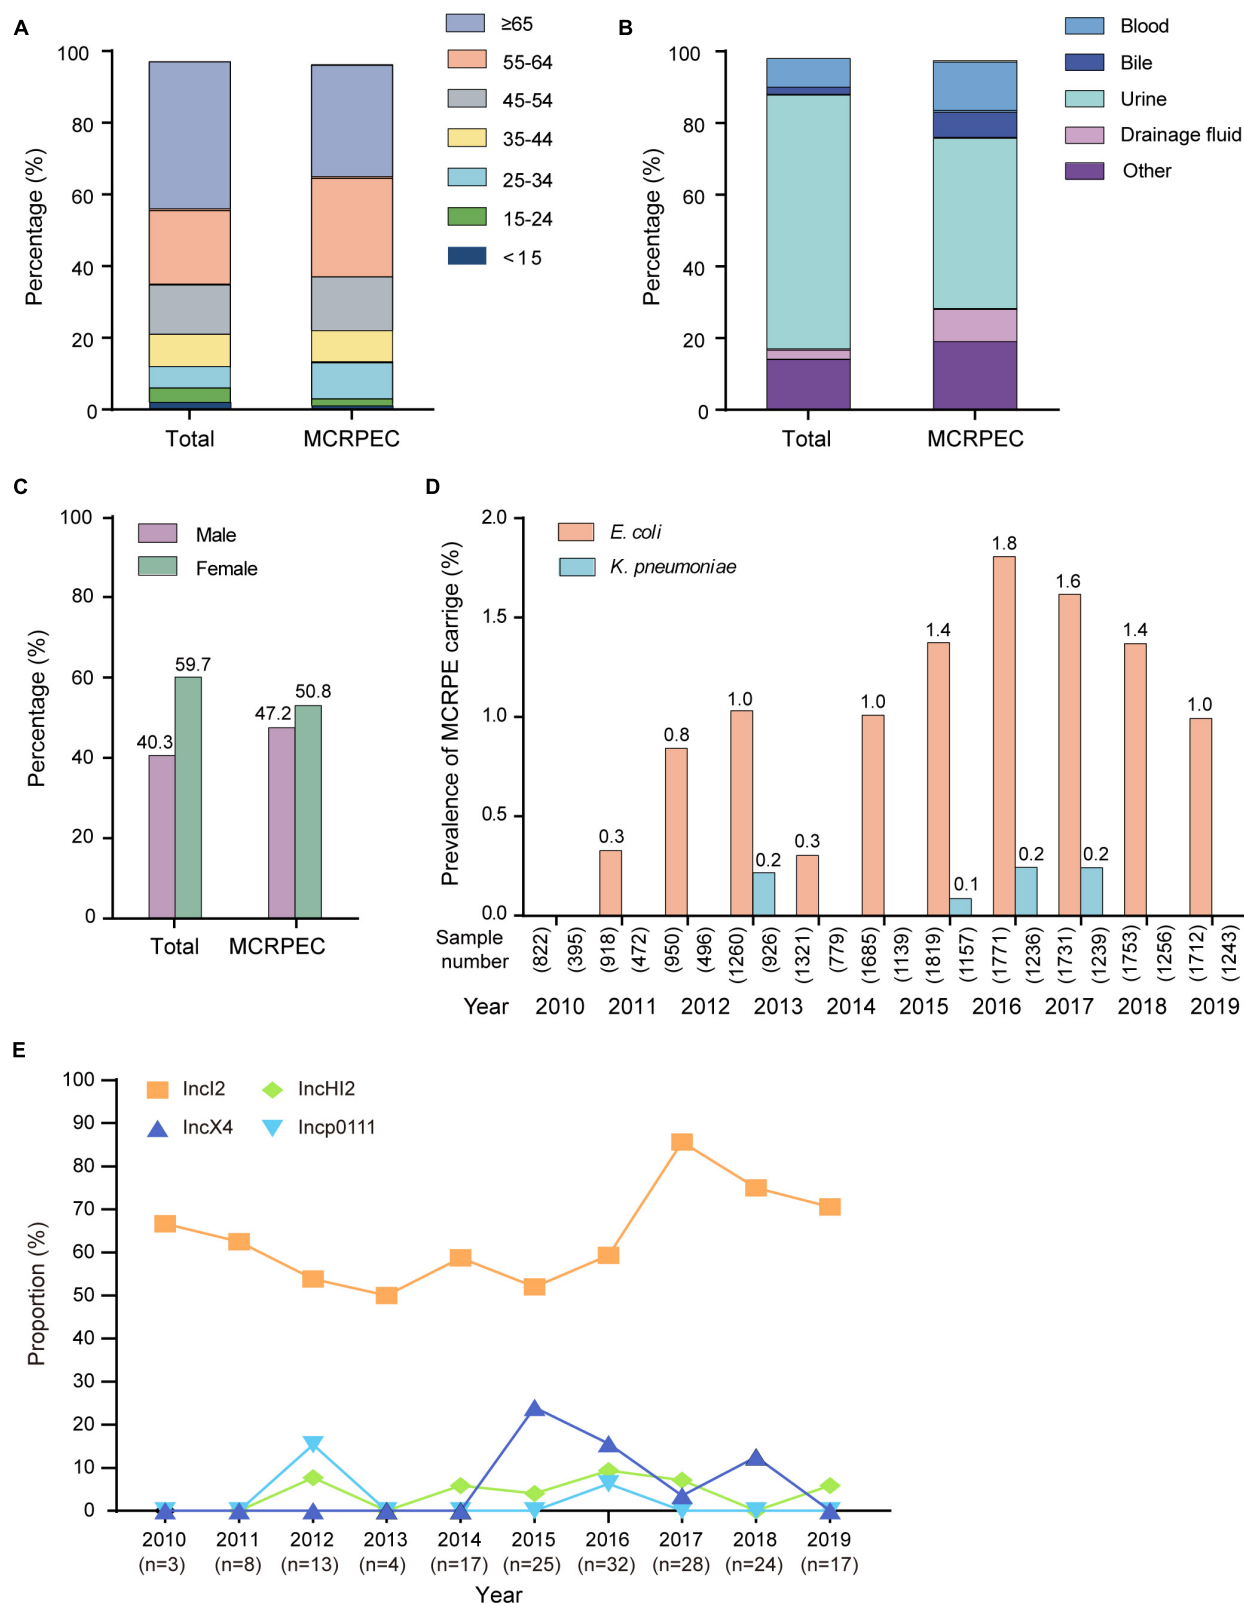 A
Percentage (%)
100
80
60
40
20
0
Total
MCRPEC
≥65
55-64
45-54
35-44
25-34
15-24
<15
B
Percentage (%)
100
80
60
40
20
0
Total
MCRPEC
Blood
Bile
Urine
Drainage fluid
Other
C
Percentage (%)
100
80
60
40
20
0
Male
Female
40.3
59.7
47.2
50.8
Total
MCRPEC
D
Prevalence of MCRPE carrige (%)
2.0
1.5
1.0
0.5
0.0
E. coli
K. pneumoniae
0.3
0.8
1.0
0.2
0.3
1.0
1.4
0.1
1.8
0.2
1.6
0.2
1.4
1.0
Sample
number
(822)
(395)
(918)
(472)
(950)
(496)
(1260)
(926)
(1321)
(779)
(1685)
(1139)
(1819)
(1157)
(1771)
(1236)
(1731)
(1239)
(1753)
(1256)
(1712)
(1243)
Year 2010 2011 2012 2013 2014 2015 2016 2017 2018 2019
E
Proportion (%)
100
90
80
70
60
50
40
30
20
10
0
IncI2
IncHI2
IncX4
Incp0111
2010 2011 2012 2013 2014 2015 2016 2017 2018 2019
(n=3) (n=8) (n=13) (n=4) (n=17) (n=25) (n=32) (n=28) (n=24) (n=17)
Year